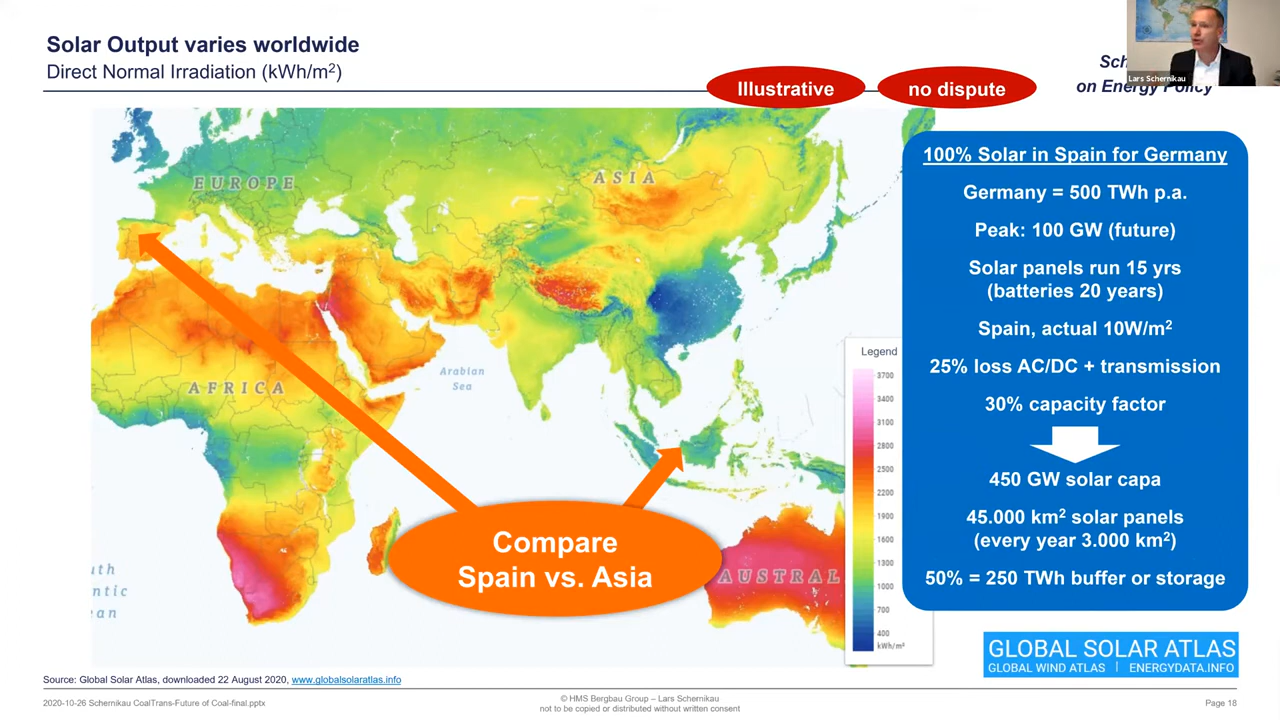 Solar Output varies worldwide
Direct Normal Irradiation (kWh/m²)
Illustrative
no dispute
on Energy Policy
Lars Schernikau
EUROPE
ASIA
AFRICA
Arabian
Sea
AUSTRAL
Compare
Spain vs. Asia
Legend
3700
3400
3100
2800
2500
2200
1900
1600
1300
1000
700
400
kWh/m²
100% Solar in Spain for Germany
Germany = 500 TWh p.a.
Peak: 100 GW (future)
Solar panels run 15 yrs
(batteries 20 years)
Spain, actual 10W/m²
25% loss AC/DC + transmission
30% capacity factor
450 GW solar capa
45.000 km² solar panels
(every year 3.000 km²)
50% = 250 TWh buffer or storage
GLOBAL SOLAR ATLAS
GLOBAL WIND ATLAS | ENERGYDATA.INFO
Source: Global Solar Atlas, downloaded 22 August 2020, www.globalsolaratlas.info
2020-10-26 Schernikau CoalTrans-Future of Coal-final.pptx
© HMS Bergbau Group – Lars Schernikau
not to be copied or distributed without written consent
Page 18